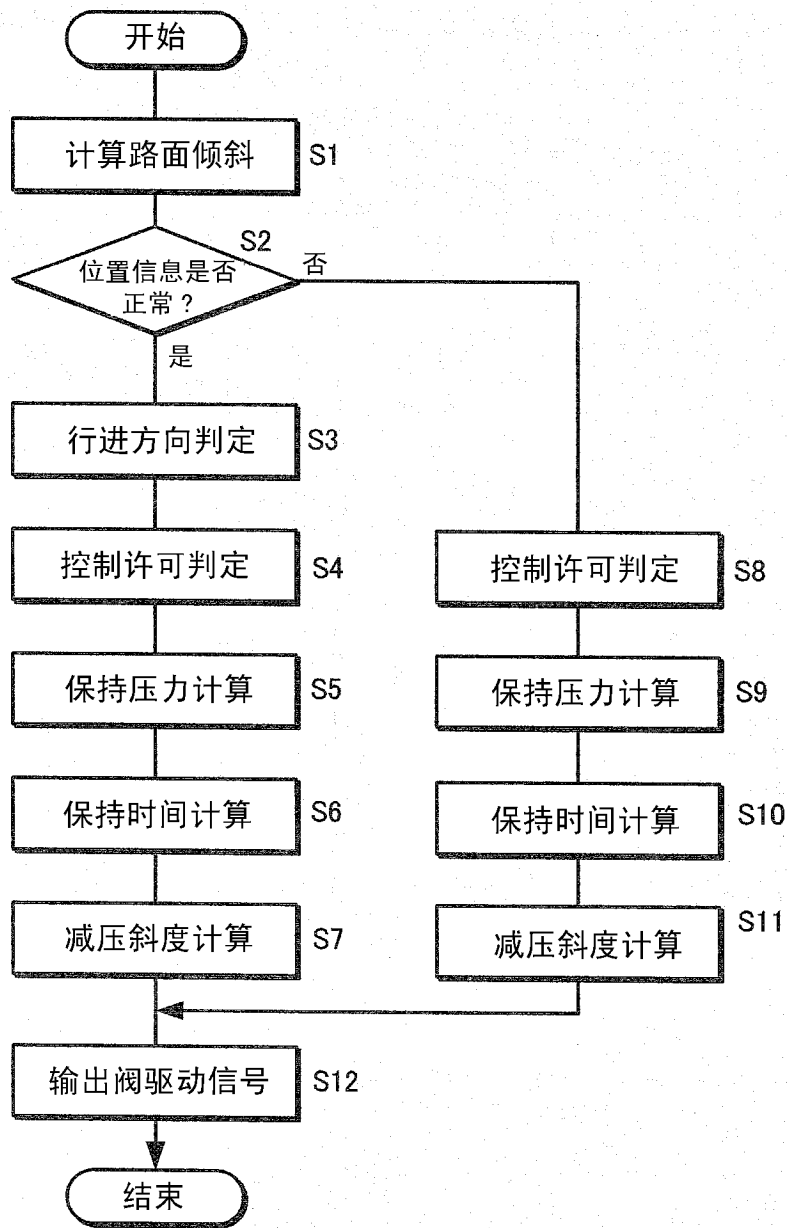 开始
计算路面倾斜
S1
S2
位置信息是否
正常?
否
是
行进方向判定
S3
控制许可判定
S4
保持压力计算
S5
保持时间计算
S6
减压斜度计算
S7
控制许可判定
S8
保持压力计算
S9
保持时间计算
S10
减压斜度计算
S11
输出阀驱动信号
S12
结束